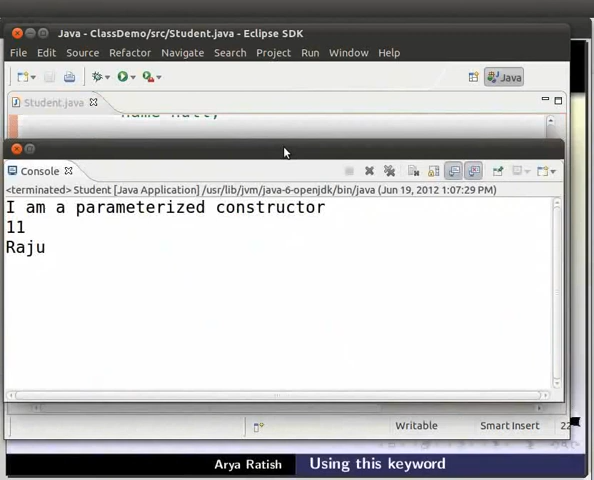 Java - ClassDemo/src/Student.java - Eclipse SDK
File Edit Source Refactor Navigate Search Project Run Window Help
Java
Student.java
Console
<terminated> Student [Java Application] /usr/lib/jvm/java-6-openjdk/bin/java (Jun 19, 2012 1:07:29 PM)
I am a parameterized constructor
11
Raju
Writable Smart Insert 22
Arya Ratish Using this keyword